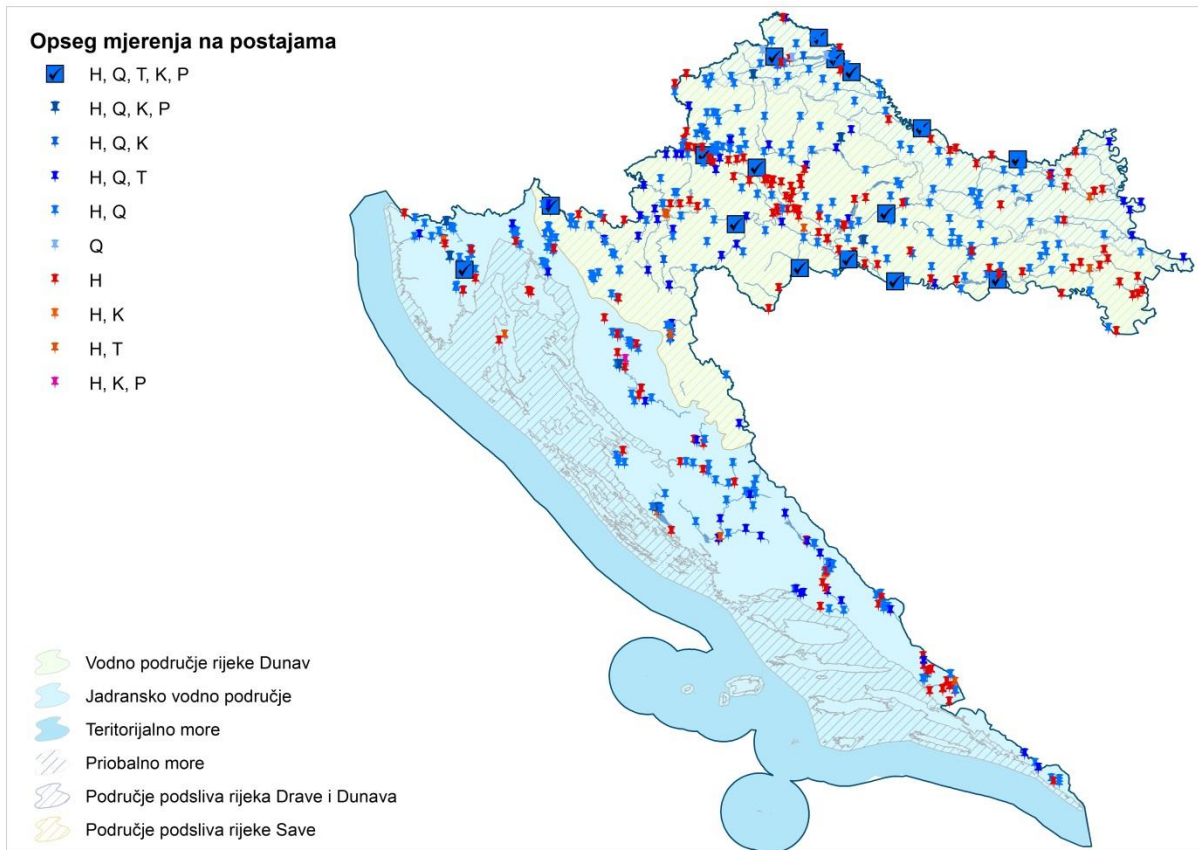 Opseg mjerenja na postajama
H, Q, T, K, P
H, Q, K, P
H, Q, K
H, Q, T
H, Q
Q
H
H, K
H, T
H, K, P
Vodno područje rijeke Dunav
Jadransko vodno područje
Teritorijalno more
Priobalno more
Područje podsliva rijeka Drave i Dunava
Područje podsliva rijeke Save